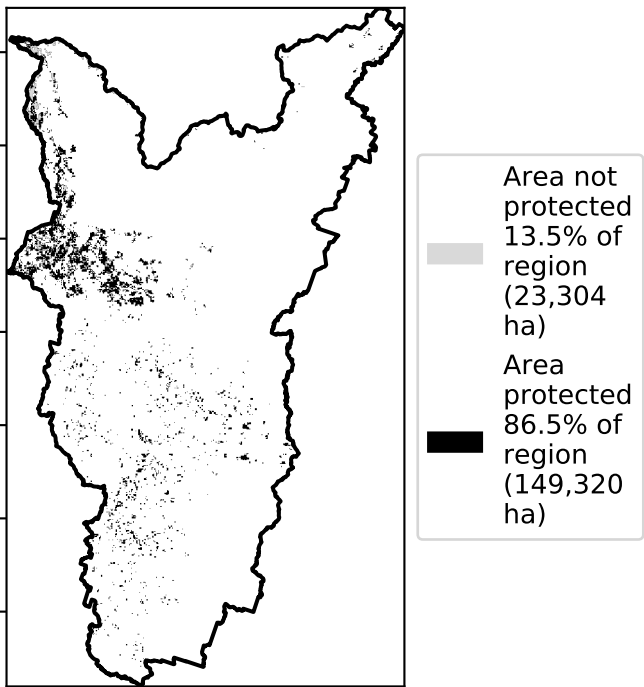 Area not
protected
13.5% of
region
(23,304
ha)
Area
protected
86.5% of
region
(149,320
ha)